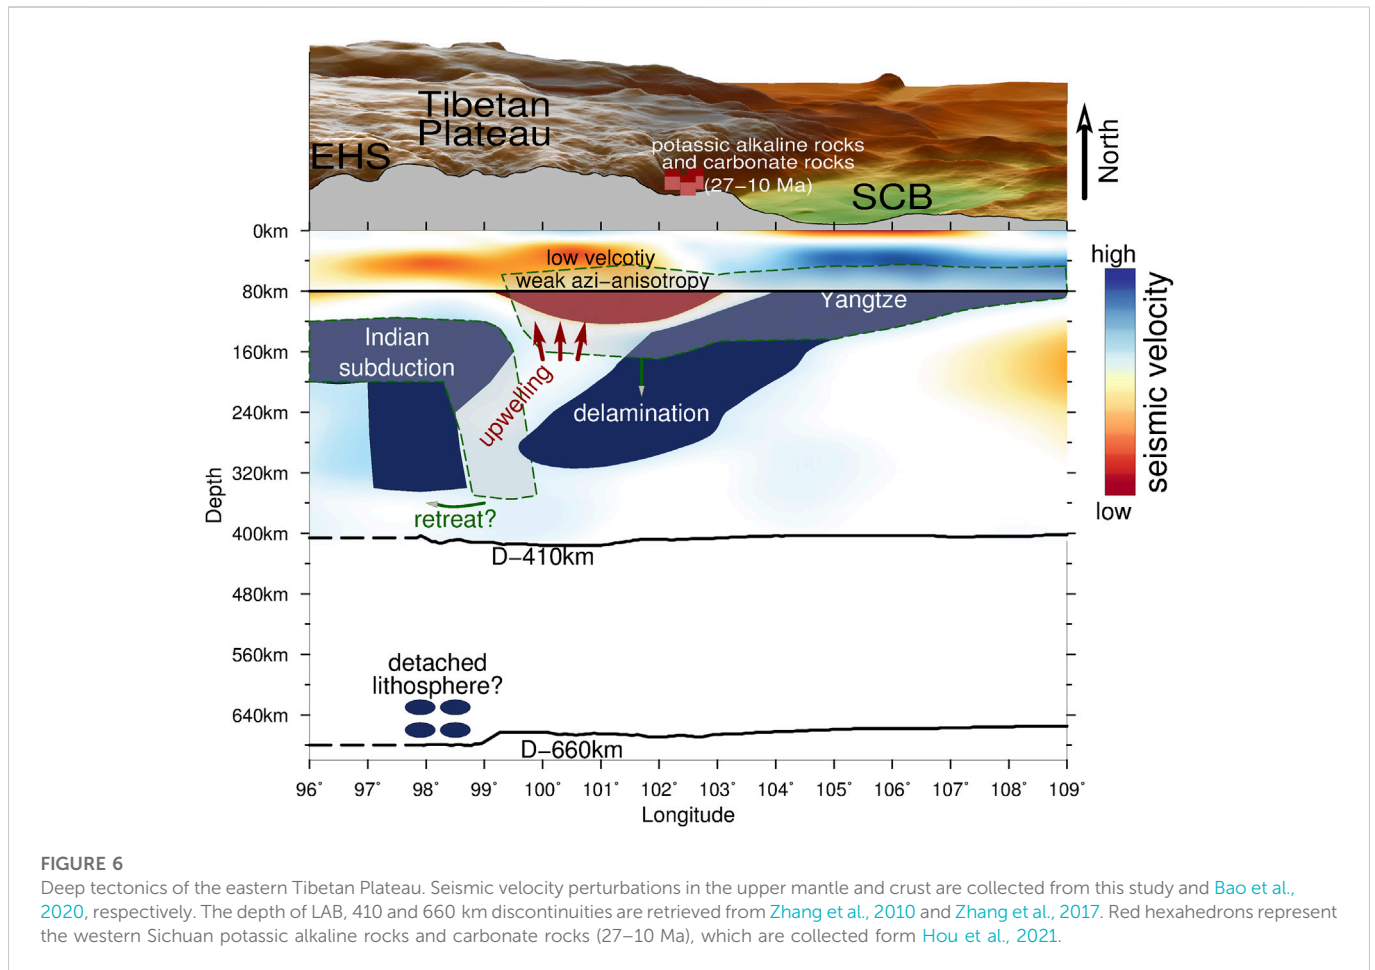 Tibetan
Plateau
EHS
potassic alkaline rocks
and carbonate rocks
(27–10 Ma)
SCB
North
0km
80km
160km
240km
320km
400km
480km
560km
640km
Depth
low velcotiy
weak azi–anisotropy
Yangtze
Indian
subduction
upwelling
delamination
retreat?
D–410km
detached
lithosphere?
D–660km
high
seismic velocity
low
96° 97° 98° 99° 100° 101° 102° 103° 104° 105° 106° 107° 108° 109°
Longitude
FIGURE 6
Deep tectonics of the eastern Tibetan Plateau. Seismic velocity perturbations in the upper mantle and crust are collected from this study and Bao et al.,
2020, respectively. The depth of LAB, 410 and 660 km discontinuities are retrieved from Zhang et al., 2010 and Zhang et al., 2017. Red hexahedrons represent
the western Sichuan potassic alkaline rocks and carbonate rocks (27–10 Ma), which are collected form Hou et al., 2021.